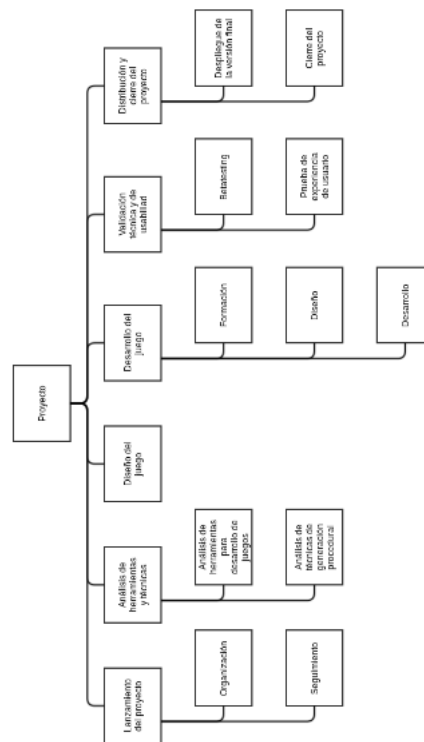 Proyecto
Lanzamiento
del proyecto
Organización
Seguimiento
Análisis de
herramientas
y técnicas
Análisis de
herramientas
para
desarrollo de
juegos
Análisis de
técnicas de
generación
procedural
Diseño del
juego
Desarrollo del
juego
Formación
Diseño
Desarrollo
Validación
técnica y de
usabiliad
Betatesting
Prueba de
experiencia
de usuario
Distribución y
cierre del
proyecto
Despliegue de
la versión final
Cierre del
proyecto